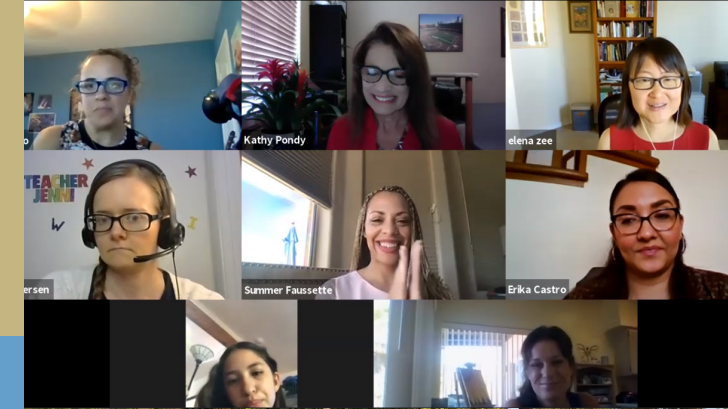 Kathy Pondy
elena zee
TEACHER
JENNI
W
I
ersen
Summer Faussette
Erika Castro